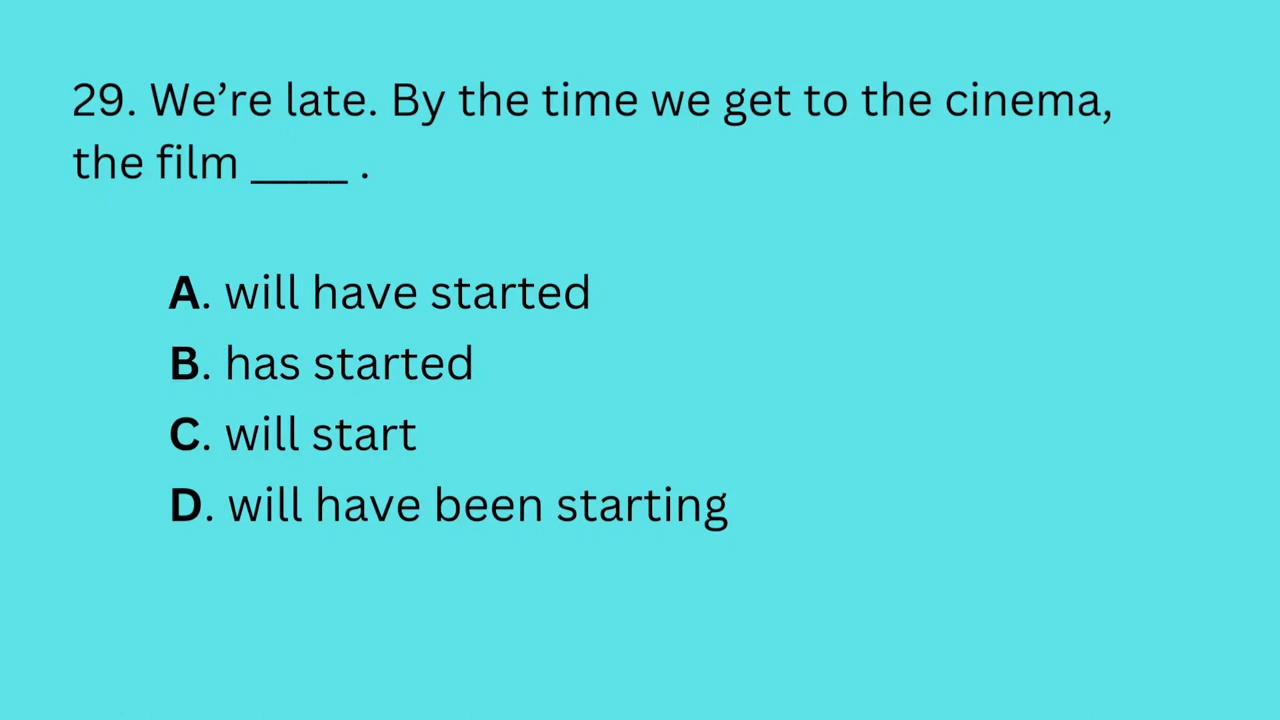 29. We’re late. By the time we get to the cinema,
the film _____ .
A. will have started
B. has started
C. will start
D. will have been starting